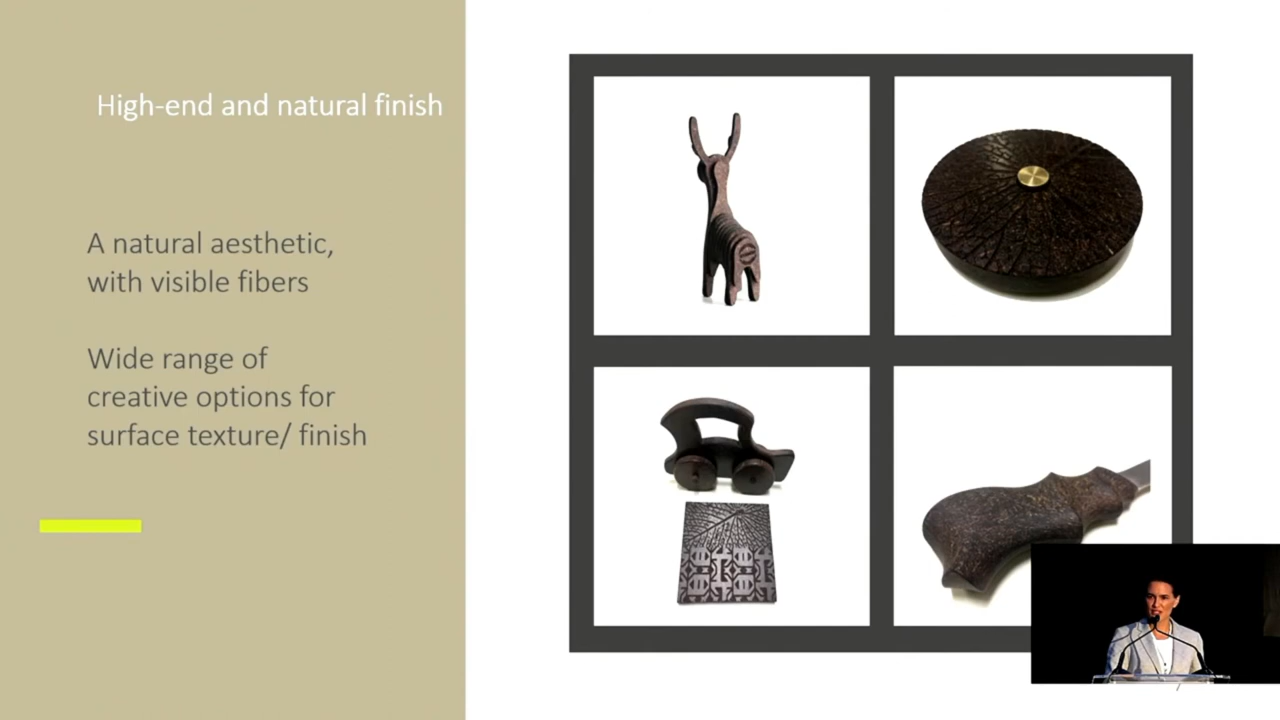 High-end and natural finish
A natural aesthetic,
with visible fibers
Wide range of
creative options for
surface texture/ finish